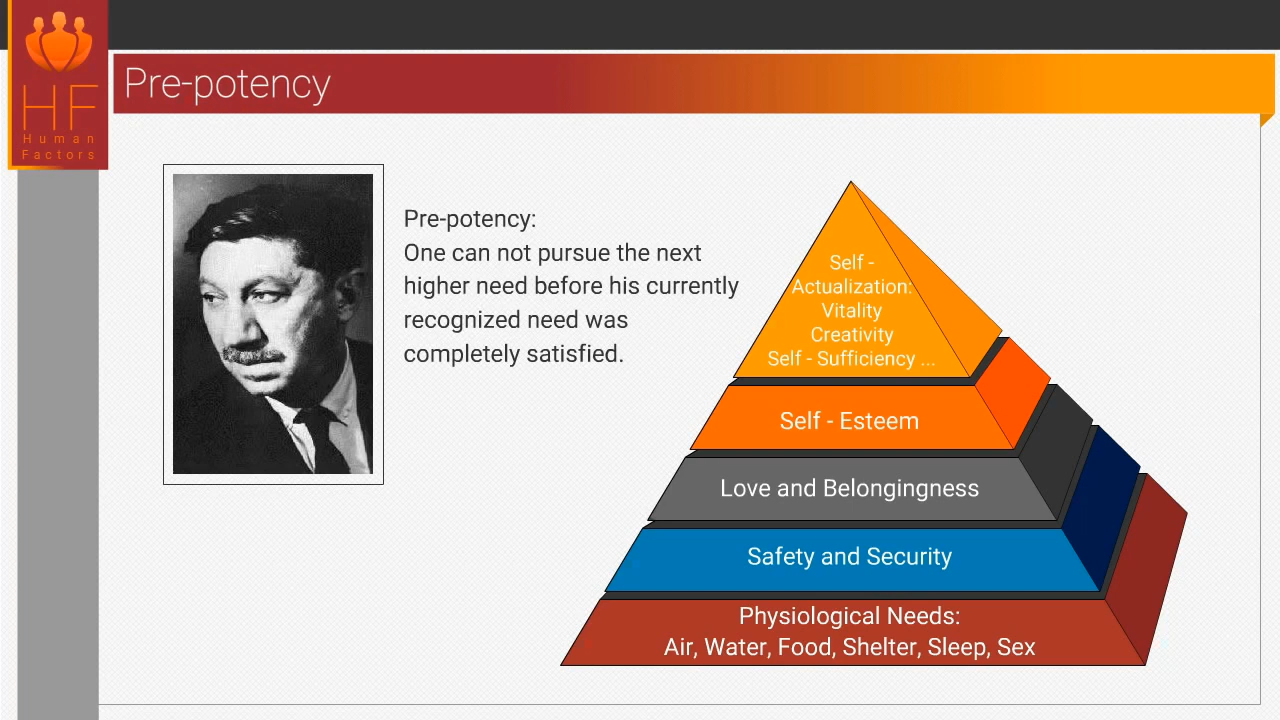 HF
Human
Factors
Pre-potency
Pre-potency:
One can not pursue the next
higher need before his currently
recognized need was
completely satisfied.
Self -
Actualization:
Vitality
Creativity
Self - Sufficiency ...
Self - Esteem
Love and Belongingness
Safety and Security
Physiological Needs:
Air, Water, Food, Shelter, Sleep, Sex